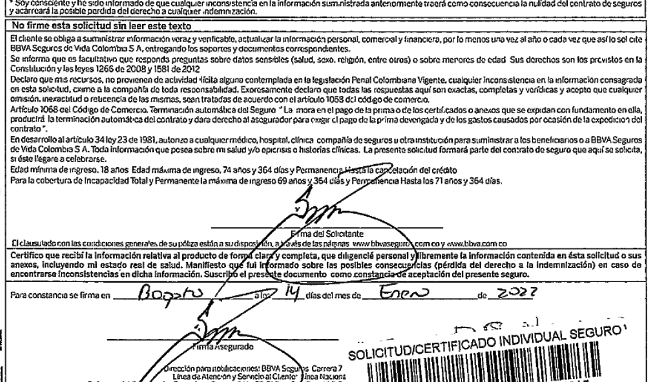 * Soy consciente y he sido informado de que cualquier inconsistencia en la información suministrada anteriormente traerá como consecuencia la nulidad del contrato de seguros
y acarreará la posible perdida del derecho a cualquier indemnización.
No firme esta solicitud sin leer este texto
El cliente se obliga a suministrar información veraz y verificable, actualizar la información personal, comercial y financiera, por lo menos una vez al año o cada vez que así lo solicite
BBVA Seguros de Vida Colombia S A, entregando los soportes y documentos correspondientes.
Se informa que es facultativo que responda preguntas sobre datos sensibles (salud, sexo, religión, entre otros) o sobre menores de edad Sus derechos son los previstos en la
Constitución y las leyes 1266 de 2008 y 1581 de 2012
Declaro que mis recursos, no provienen de actividad ilícita alguna contemplada en la legislación Penal Colombiana Vigente, cualquier inconsistencia en la información consagrada
en esta solicitud, exime a la compañía de toda responsabilidad. Expresamente declaro que todas las respuestas aquí son exactas, completas y verídicas y acepto que cualquier
omisión, inexactitud o reticencia de las mismas, sean tratadas de acuerdo con el artículo 1058 del código de comercio.
Artículo 1068 del Código de Comercio. Terminación automática del Seguro " La mora en el pago de la prima o de los certificados o anexos que se expidan con fundamento en ella,
producirá la terminación automática del contrato y dará derecho al asegurador para exigir el pago de la prima devengada y de los gastos causados por ocasión de la expedición del
contrato ".
En desarrollo al artículo 34 ley 23 de 1981, autorizo a cualquier médico, hospital, clínica compañía de seguros u otra institución para suministrar a los beneficiarios o a BBVA Seguros
de Vida Colombia S A. Toda información que posea sobre mi salud y/o epicrisis o historias clínicas. La presente solicitud formará parte del contrato de seguro que aquí se solicita,
si éste llegare a celebrarse.
Edad mínima de ingreso, 18 años Edad máxima de ingreso, 74 años y 364 días y Permanencia Hasta la cancelación del crédito
Para la cobertura de Incapacidad Total y Permanente la máxima de ingreso 69 años y 364 días y Permanencia Hasta los 71 años y 364 días.
Firma del Solicitante
El clausulado con las condiciones generales de su póliza están a su disposición, a través de las páginas www.bbvaseguros.com.co y www.bbva.com.co
Certifico que recibí la información relativa al producto de forma clara y completa, que diligencié personal y libremente la información contenida en ésta solicitud o sus
anexos, incluyendo mi estado real de salud. Manifiesto que fui informado sobre las posibles consecuencias (pérdida del derecho a la indemnización) en caso de
encontrarse inconsistencias en dicha información. Suscribo el presente documento como constancia de aceptación del presente seguro.
Para constancia se firma en Bogota a los 14 días del mes de Enero de 2022
Firma Asegurado
SOLICITUD/CERTIFICADO INDIVIDUAL SEGURO
Dirección para notificaciones: BBVA Seguros Carrera 7
Línea de Atención y Servicio al Cliente Línea Naciona